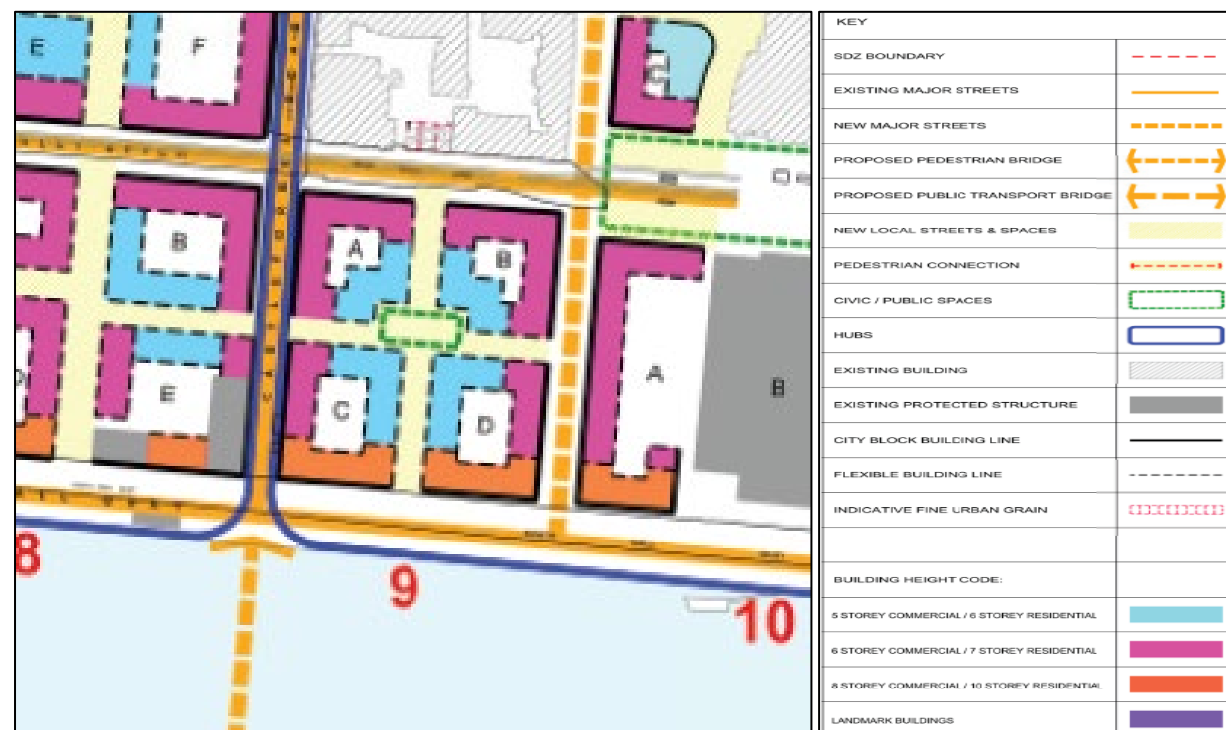 E
F
C
B
A
B
A
B
E
C
D
8
9
10
KEY
SDZ BOUNDARY
EXISTING MAJOR STREETS
NEW MAJOR STREETS
PROPOSED PEDESTRIAN BRIDGE
PROPOSED PUBLIC TRANSPORT BRIDGE
NEW LOCAL STREETS & SPACES
PEDESTRIAN CONNECTION
CIVIC / PUBLIC SPACES
HUBS
EXISTING BUILDING
EXISTING PROTECTED STRUCTURE
CITY BLOCK BUILDING LINE
FLEXIBLE BUILDING LINE
INDICATIVE FINE URBAN GRAIN
BUILDING HEIGHT CODE:
5 STOREY COMMERCIAL / 6 STOREY RESIDENTIAL
6 STOREY COMMERCIAL / 7 STOREY RESIDENTIAL
8 STOREY COMMERCIAL / 10 STOREY RESIDENTIAL
LANDMARK BUILDINGS